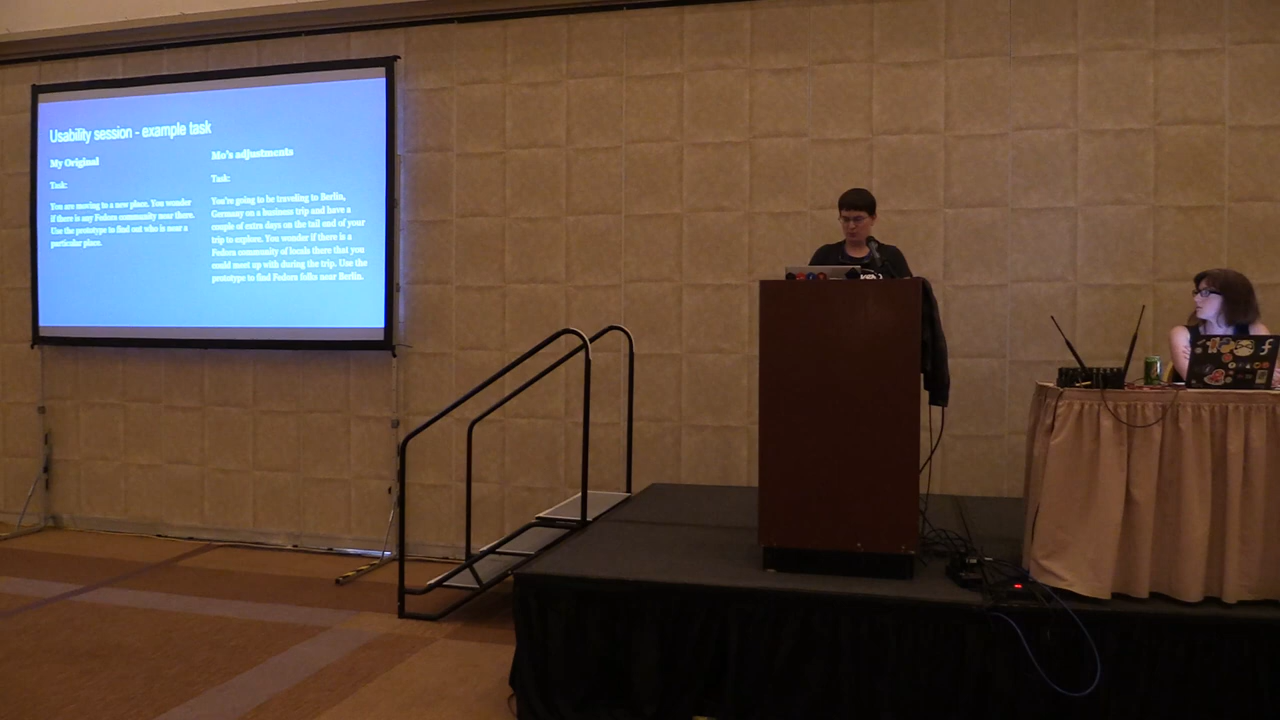 Usability session - example task
My Original
Task:
You are moving to a new place. You wonder
if there is any Fedora community near there.
Use the prototype to find out who is near a
particular place.
Mo's adjustments
Task:
You're going to be traveling to Berlin,
Germany on a business trip and have a
couple of extra days on the tail end of your
trip to explore. You wonder if there is a
Fedora community of locals there that you
could meet up with during the trip. Use the
prototype to find Fedora folks near Berlin.